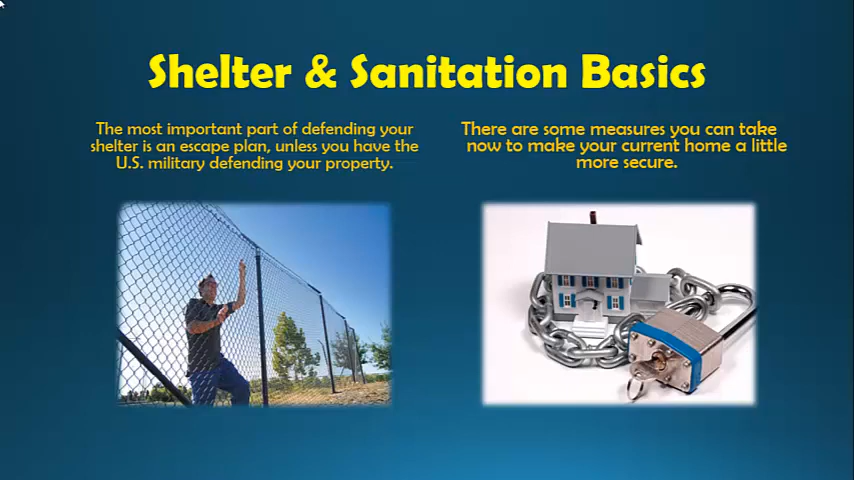 Shelter & Sanitation Basics
The most important part of defending your
shelter is an escape plan, unless you have the
U.S. military defending your property.
There are some measures you can take
now to make your current home a little
more secure.